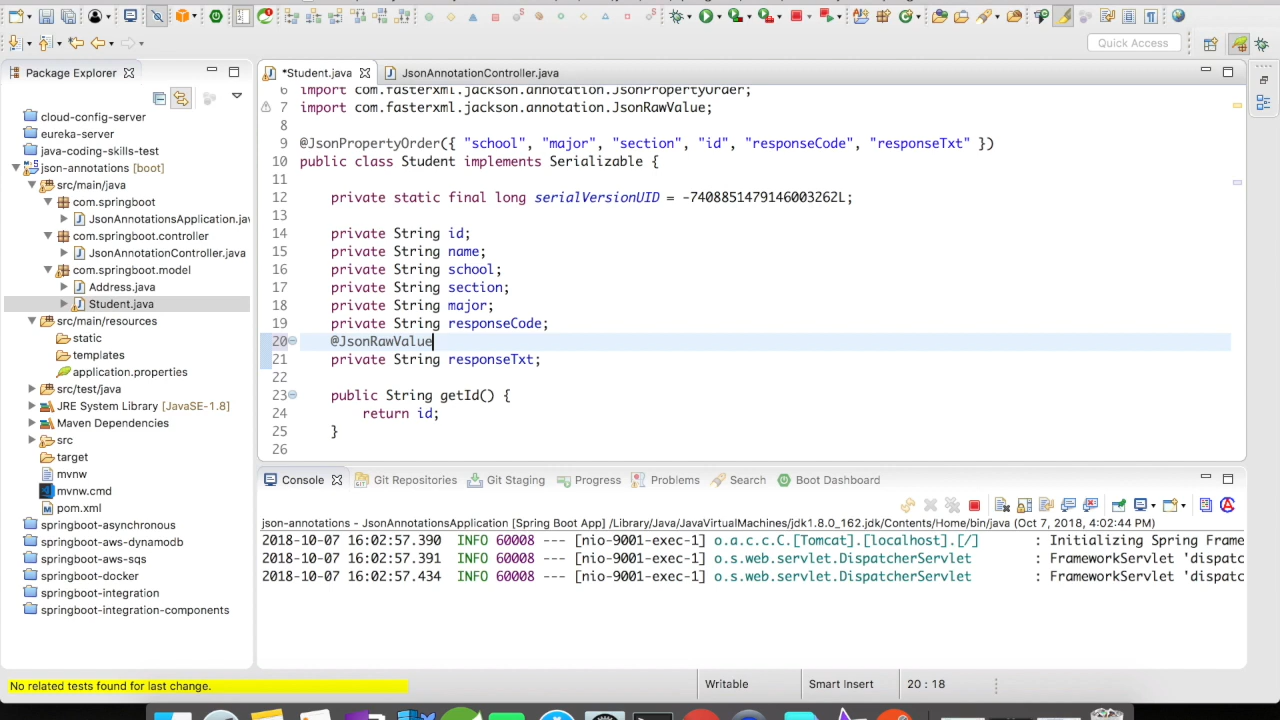 Quick Access
Package Explorer
cloud-config-server
eureka-server
java-coding-skills-test
json-annotations [boot]
src/main/java
com.springboot
JsonAnnotationsApplication.jav
com.springboot.controller
JsonAnnotationController.java
com.springboot.model
Address.java
Student.java
src/main/resources
static
templates
application.properties
src/test/java
JRE System Library [JavaSE-1.8]
Maven Dependencies
src
target
mvnw
mvnw.cmd
pom.xml
springboot-asynchronous
springboot-aws-dynamodb
springboot-aws-sqs
springboot-docker
springboot-integration
springboot-integration-components
*Student.java
JsonAnnotationController.java
6 import com.fasterxml.jackson.annotation.JsonPropertyOrder;
7 import com.fasterxml.jackson.annotation.JsonRawValue;
8
9 @JsonPropertyOrder({ "school", "major", "section", "id", "responseCode", "responseTxt" })
10 public class Student implements Serializable {
11
12 private static final long serialVersionUID = -7408851479146003262L;
13
14 private String id;
15 private String name;
16 private String school;
17 private String section;
18 private String major;
19 private String responseCode;
20 @JsonRawValue
21 private String responseTxt;
22
23 public String getId() {
24 return id;
25 }
26
Console Git Repositories Git Staging Progress Problems Search Boot Dashboard
json-annotations - JsonAnnotationsApplication [Spring Boot App] /Library/Java/JavaVirtualMachines/jdk1.8.0_162.jdk/Contents/Home/bin/java (Oct 7, 2018, 4:02:44 PM)
2018-10-07 16:02:57.390 INFO 60008 --- [nio-9001-exec-1] o.a.c.c.C.[Tomcat].[localhost].[/] : Initializing Spring Frame
2018-10-07 16:02:57.391 INFO 60008 --- [nio-9001-exec-1] o.s.web.servlet.DispatcherServlet : FrameworkServlet 'dispatc
2018-10-07 16:02:57.434 INFO 60008 --- [nio-9001-exec-1] o.s.web.servlet.DispatcherServlet : FrameworkServlet 'dispatc
No related tests found for last change.
Writable
Smart Insert
20 : 18